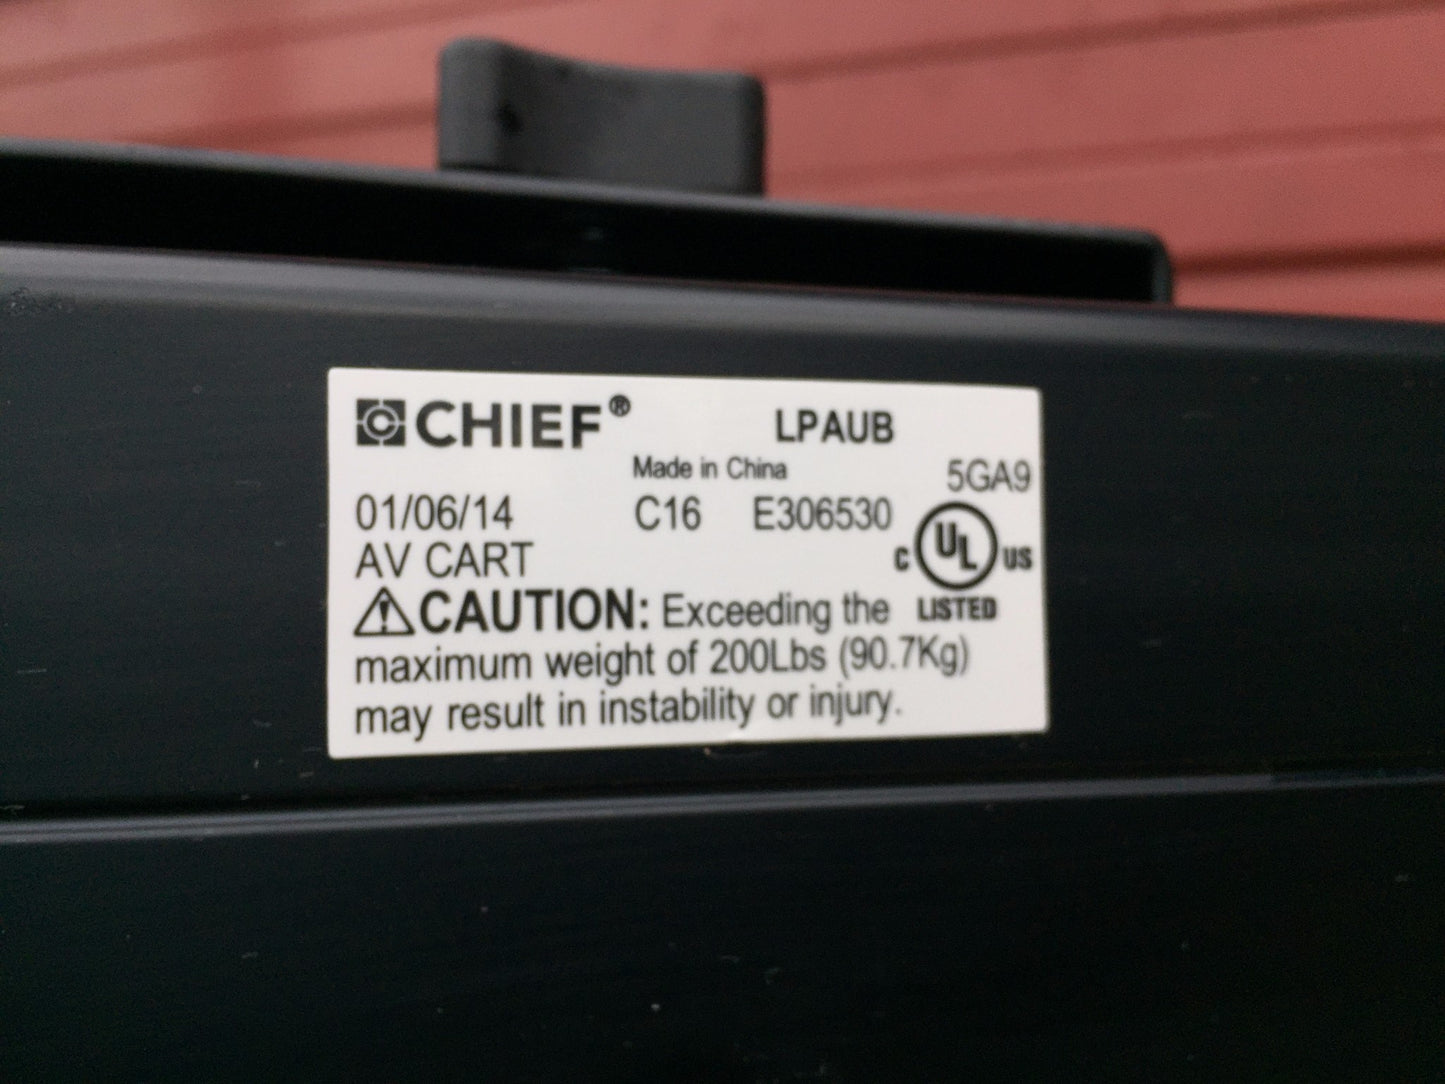 CHIEF® LPAUB
Made in China 5GA9
01/06/14 C16 E306530
AV CART C UL US
⚠CAUTION: Exceeding the LISTED
maximum weight of 200Lbs (90.7Kg)
may result in instability or injury.